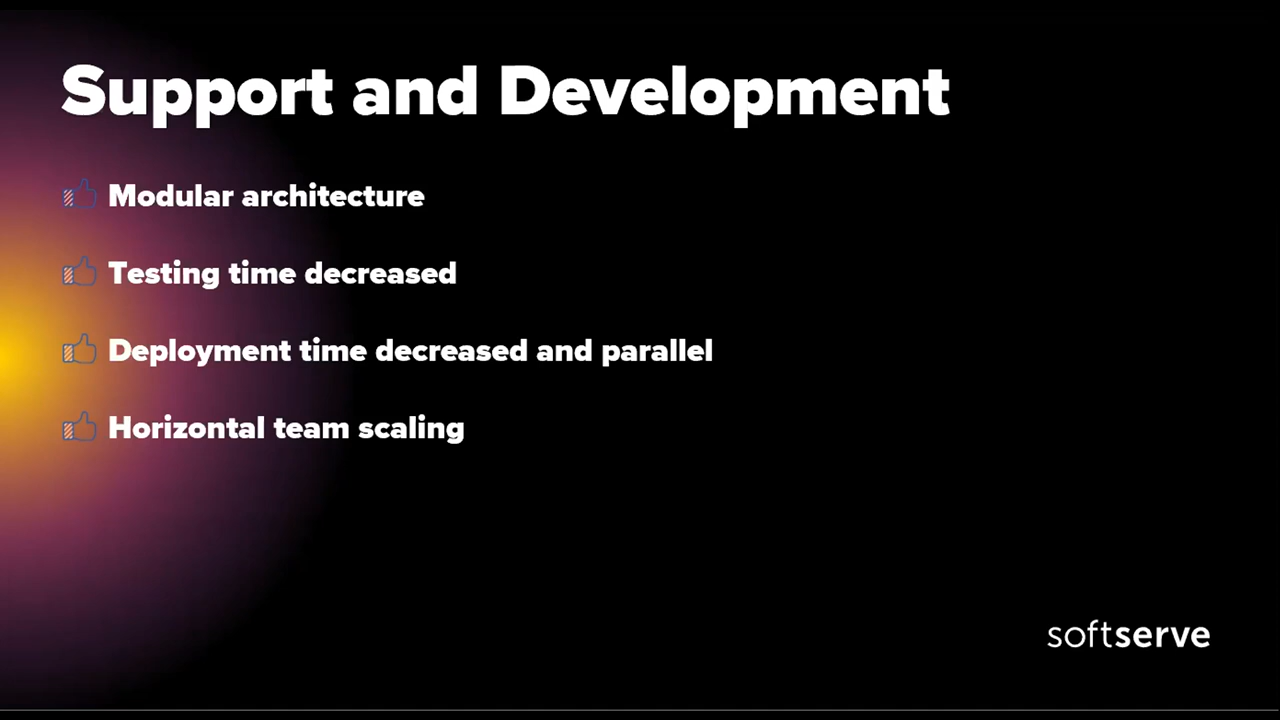 Support and Development
Modular architecture
Testing time decreased
Deployment time decreased and parallel
Horizontal team scaling
softserve